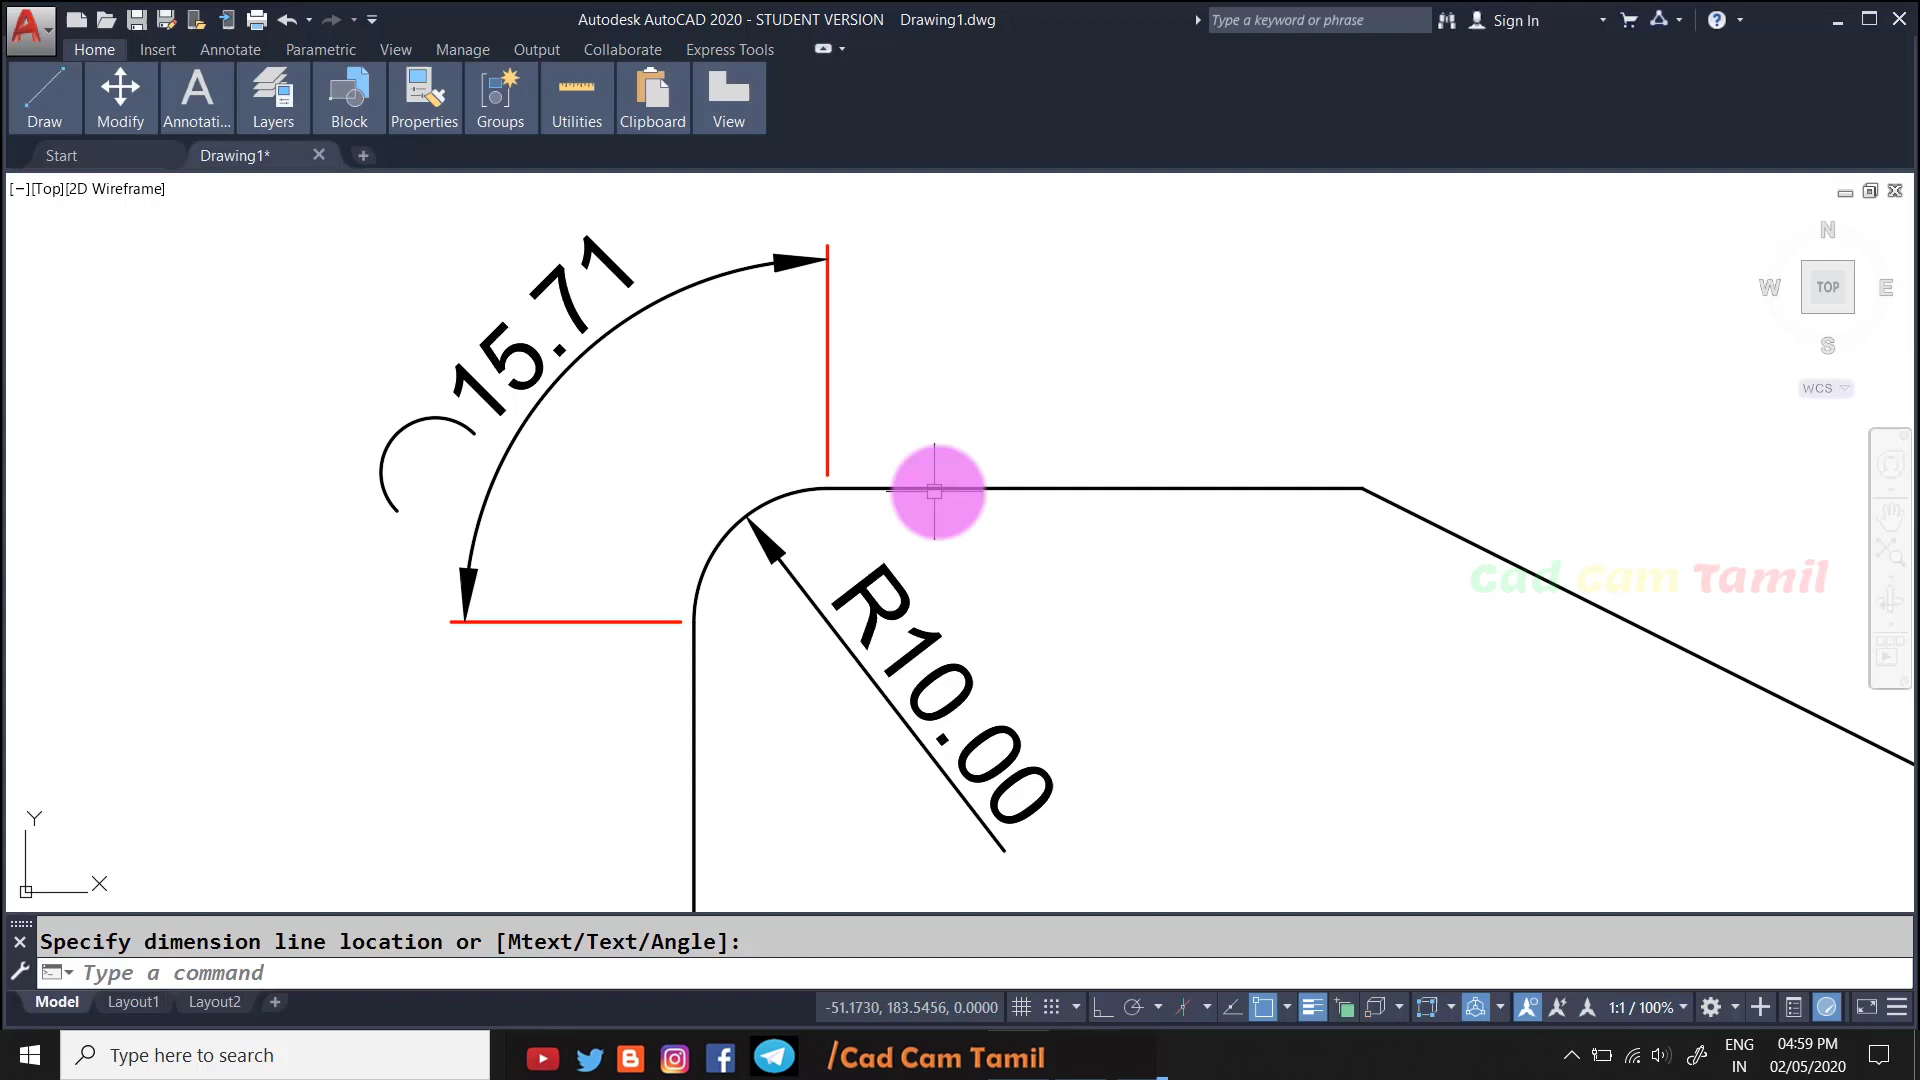 Autodesk AutoCAD 2020 - STUDENT VERSION Drawing1.dwg
Type a keyword or phrase
Sign In
Home Insert Annotate Parametric View Manage Output Collaborate Express Tools
Draw Modify Annotati... Layers Block Properties Groups Utilities Clipboard View
Start Drawing1*
[−][Top][2D Wireframe]
N
W TOP E
S
WCS
15.71
R10.00
Cad Cam Tamil
Y
X
Specify dimension line location or [Mtext/Text/Angle]:
Type a command
Model Layout1 Layout2
-51.1730, 183.5456, 0.0000
1:1 / 100%
Type here to search
/Cad Cam Tamil
ENG
IN
04:59 PM
02/05/2020